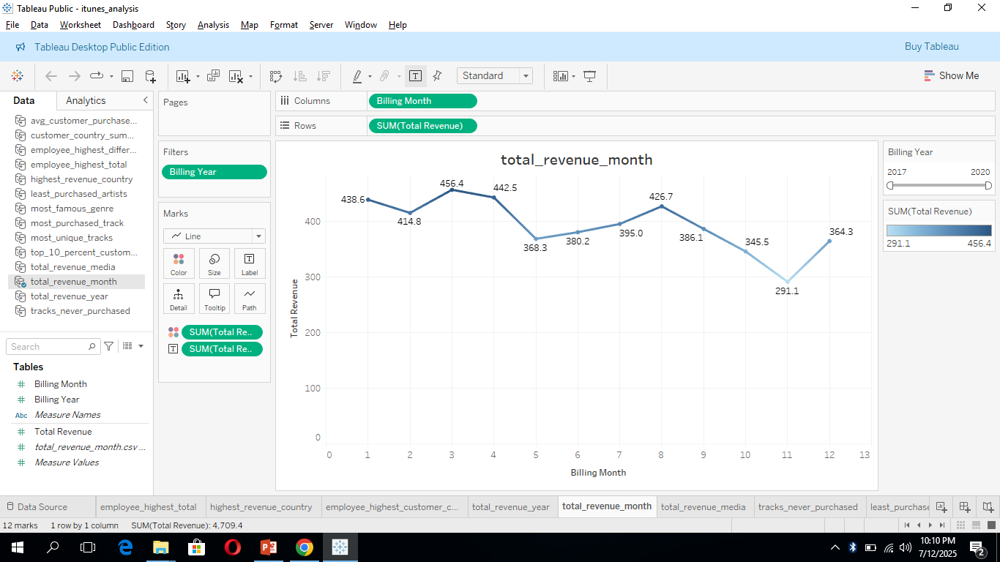 Tableau Public - itunes_analysis
File Data Worksheet Dashboard Story Analysis Map Format Server Window Help
Tableau Desktop Public Edition
Buy Tableau
Standard
Show Me
Data
Analytics
avg_customer_purchase...
customer_country_sum...
employee_highest_differ...
employee_highest_total
highest_revenue_country
least_purchased_artists
most_famous_genre
most_purchased_track
most_unique_tracks
top_10_percent_custom...
total_revenue_media
total_revenue_month
total_revenue_year
tracks_never_purchased
Search
Tables
Billing Month
Billing Year
Abc Measure Names
Total Revenue
total_revenue_month.csv ...
Measure Values
Pages
Filters
Billing Year
Marks
Line
Color Size Label
Detail Tooltip Path
SUM(Total Re..
SUM(Total Re..
Columns Billing Month
Rows SUM(Total Revenue)
total_revenue_month
438.6
414.8
456.4
442.5
368.3
380.2
395.0
426.7
386.1
345.5
291.1
364.3
400
300
200
100
0
Total Revenue
0 1 2 3 4 5 6 7 8 9 10 11 12 13
Billing Month
Billing Year
2017 2020
SUM(Total Revenue)
291.1 456.4
Data Source employee_highest_total highest_revenue_country employee_highest_customer_c... total_revenue_year total_revenue_month total_revenue_media tracks_never_purchased least_purchase
12 marks 1 row by 1 column SUM(Total Revenue): 4,709.4
10:10 PM
7/12/2025
2